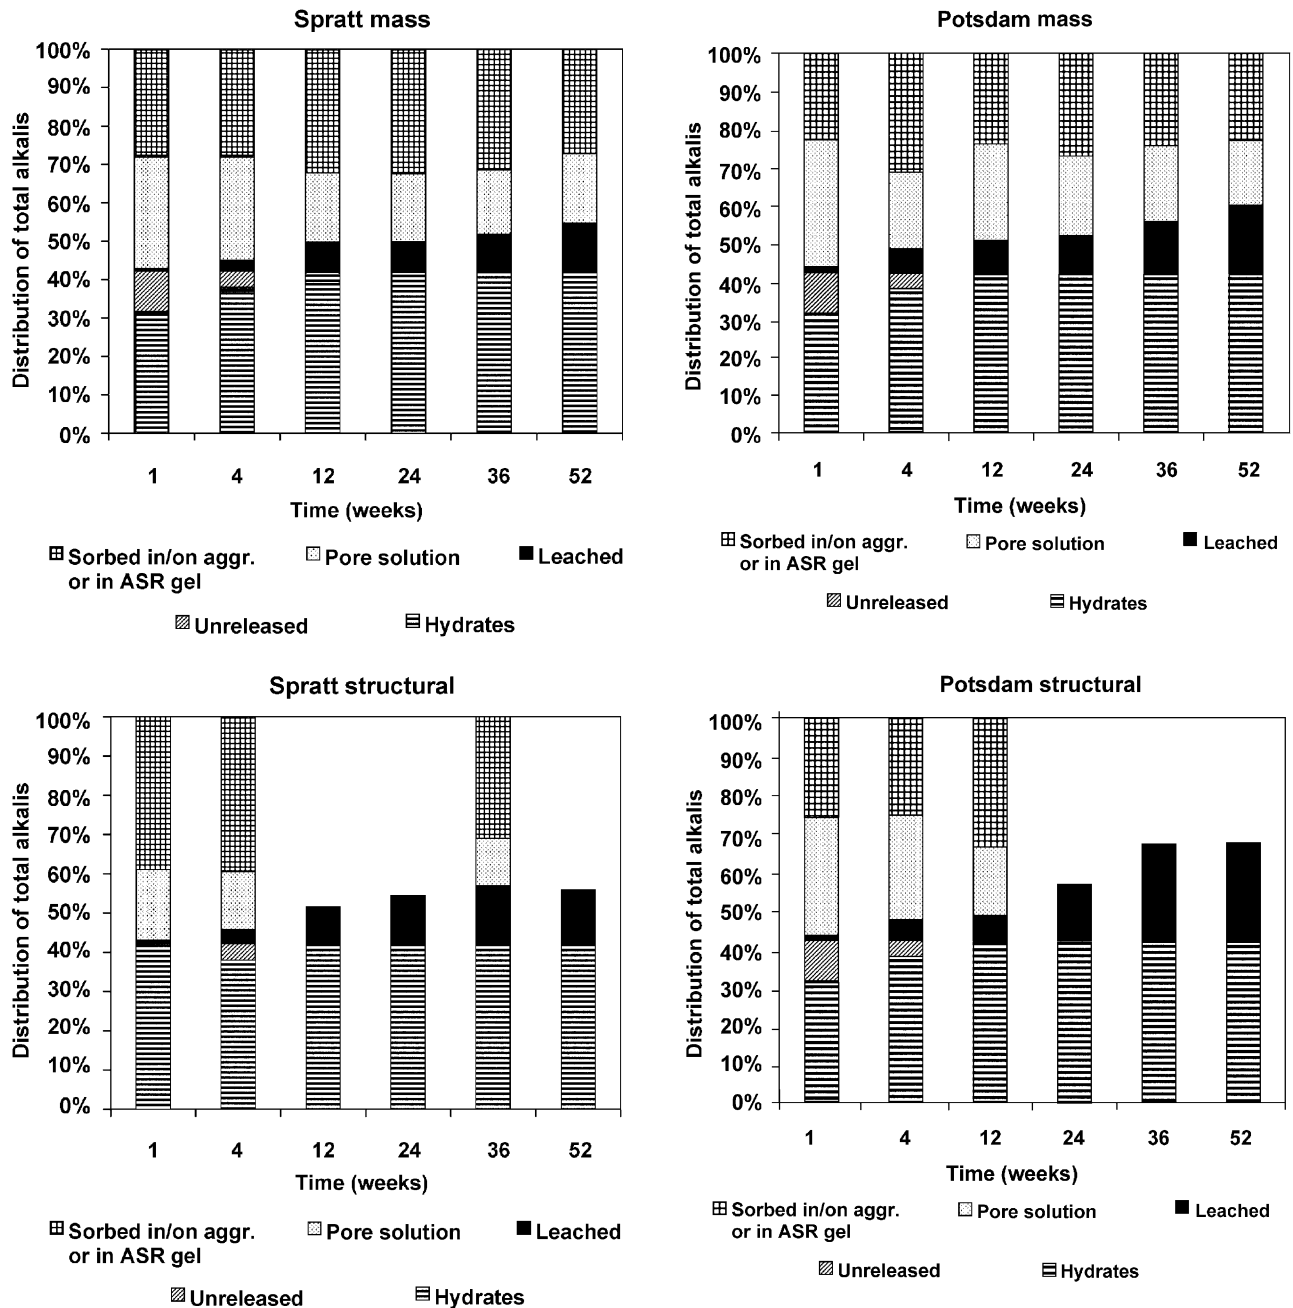 Spratt mass
Distribution of total alkalis
100%
90%
80%
70%
60%
50%
40%
30%
20%
10%
0%
1 4 12 24 36 52
Time (weeks)
Sorbed in/on aggr. Pore solution Leached
or in ASR gel
Unreleased Hydrates
Potsdam mass
Distribution of total alkalis
100%
90%
80%
70%
60%
50%
40%
30%
20%
10%
0%
1 4 12 24 36 52
Time (weeks)
Sorbed in/on aggr. Pore solution Leached
or in ASR gel
Unreleased Hydrates
Spratt structural
Distribution of total alkalis
100%
90%
80%
70%
60%
50%
40%
30%
20%
10%
0%
1 4 12 24 36 52
Time (weeks)
Sorbed in/on aggr. Pore solution Leached
or in ASR gel
Unreleased Hydrates
Potsdam structural
Distribution of total alkalis
100%
90%
80%
70%
60%
50%
40%
30%
20%
10%
0%
1 4 12 24 36 52
Time (weeks)
Sorbed in/on aggr. Pore solution Leached
or in ASR gel
Unreleased Hydrates